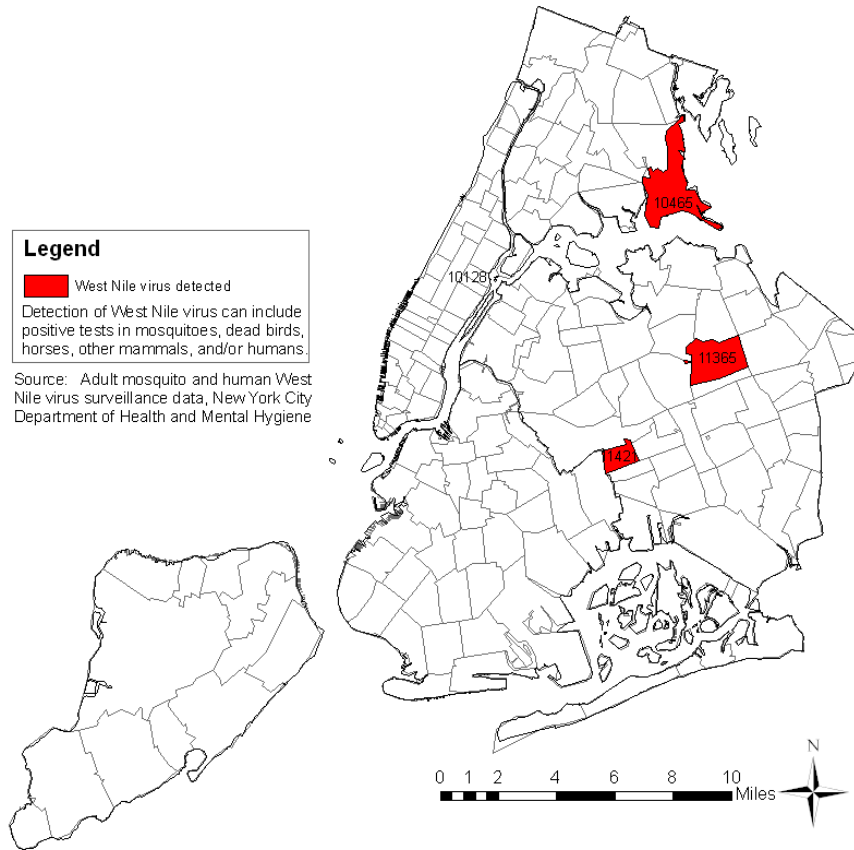 10465
10128
Legend
West Nile virus detected
Detection of West Nile virus can include
positive tests in mosquitoes, dead birds,
horses, other mammals, and/or humans.
11365
Source: Adult mosquito and human West
Nile virus surveillance data, New York City
Department of Health and Mental Hygiene
11421
N
0 1 2 4 6 8 10
Miles